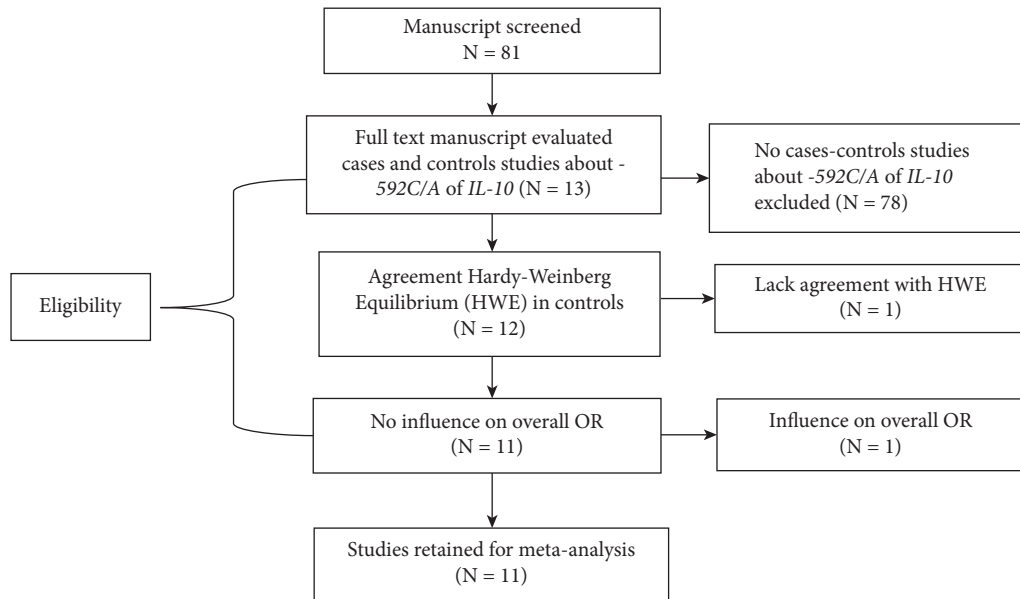 Manuscript screened
N = 81
Full text manuscript evaluated
cases and controls studies about -
592C/A of IL-10 (N = 13)
No cases-controls studies
about -592C/A of IL-10
excluded (N = 78)
Eligibility
Agreement Hardy-Weinberg
Equilibrium (HWE) in controls
(N = 12)
Lack agreement with HWE
(N = 1)
No influence on overall OR
(N = 11)
Influence on overall OR
(N = 1)
Studies retained for meta-analysis
(N = 11)